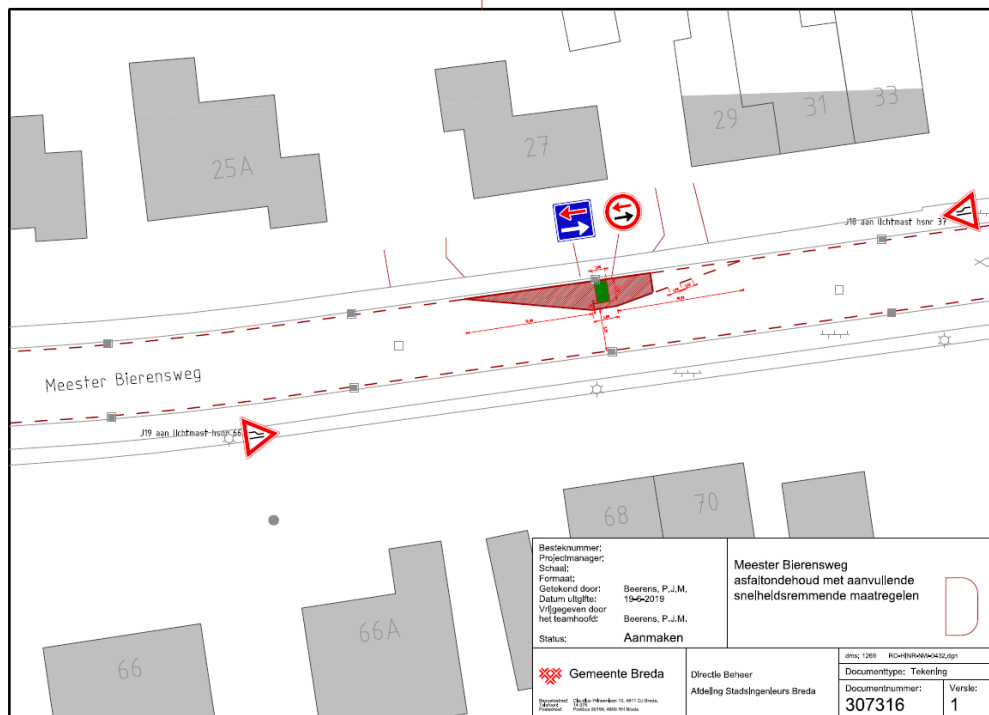 25A
27
29
31
33
J18 aan lichtmast hsnr 37
Meester Bierensweg
J19 aan lichtmast hsnr 66
68
70
66A
66
Besteknummer:
Projectmanager:
Schaal:
Formaat:
Getekend door: Beerens, P.J.M.
Datum uitgifte: 19-6-2019
Vrijgegeven door
het teamhoofd: Beerens, P.J.M.
Status: Aanmaken
Meester Bierensweg
asfaltondehoud met aanvullende
snelheidsremmende maatregelen
D
Gemeente Breda
Directie Beheer
Afdeling Stadsingenieurs Breda
dms: 1269
Documenttype: Tekening
Documentnummer:
307316
Versie:
1